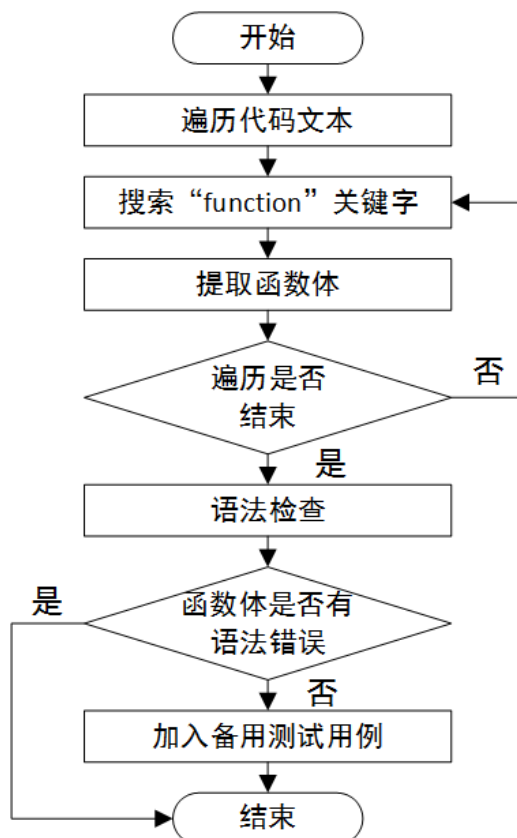 开始
遍历代码文本
搜索“function”关键字
提取函数体
遍历是否
结束
否
是
语法检查
是
函数体是否有
语法错误
否
加入备用测试用例
结束